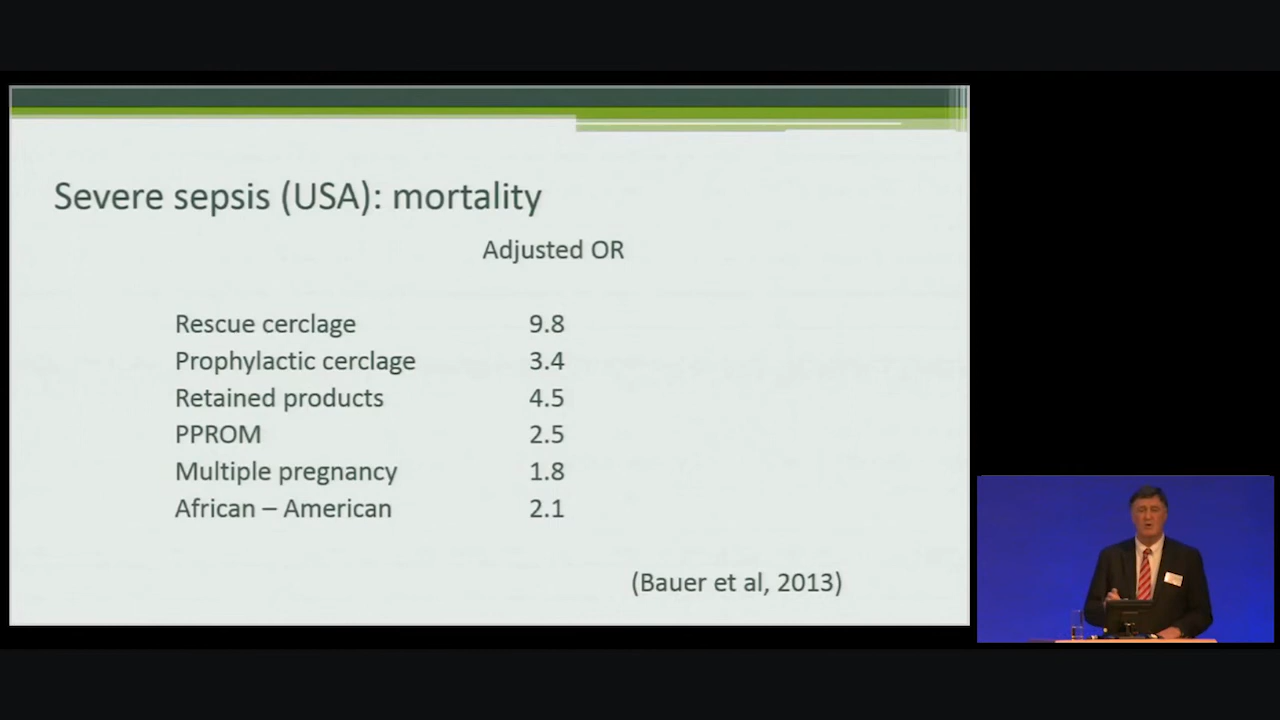 Severe sepsis (USA): mortality
Adjusted OR
Rescue cerclage 9.8
Prophylactic cerclage 3.4
Retained products 4.5
PPROM 2.5
Multiple pregnancy 1.8
African – American 2.1
(Bauer et al, 2013)